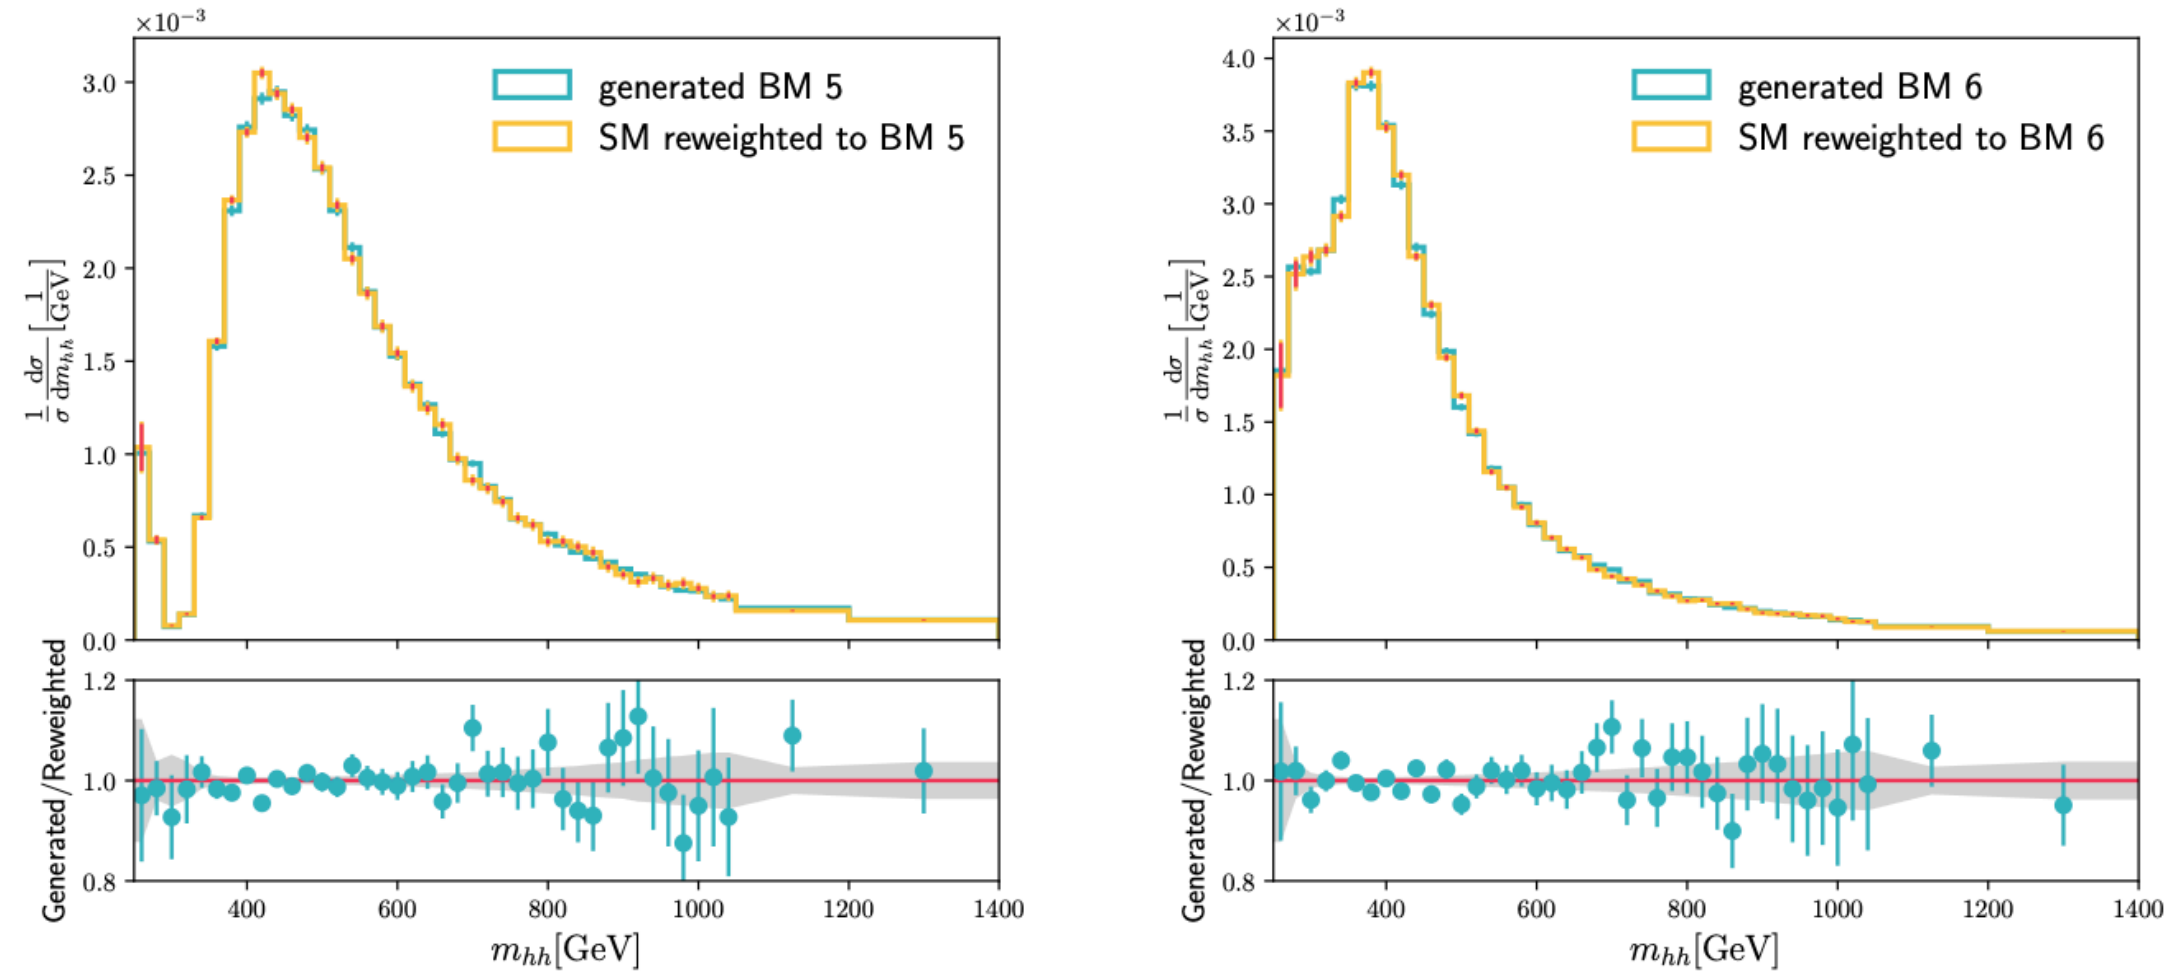 ×10⁻³
3.0
2.5
2.0
1.5
1.0
0.5
0.0
1/σ dσ/dm_hh [1/GeV]
generated BM 5
SM reweighted to BM 5
1.2
1.0
0.8
Generated/Reweighted
400 600 800 1000 1200 1400
m_hh[GeV]
×10⁻³
4.0
3.5
3.0
2.5
2.0
1.5
1.0
0.5
0.0
1/σ dσ/dm_hh [1/GeV]
generated BM 6
SM reweighted to BM 6
1.2
1.0
0.8
Generated/Reweighted
400 600 800 1000 1200 1400
m_hh[GeV]